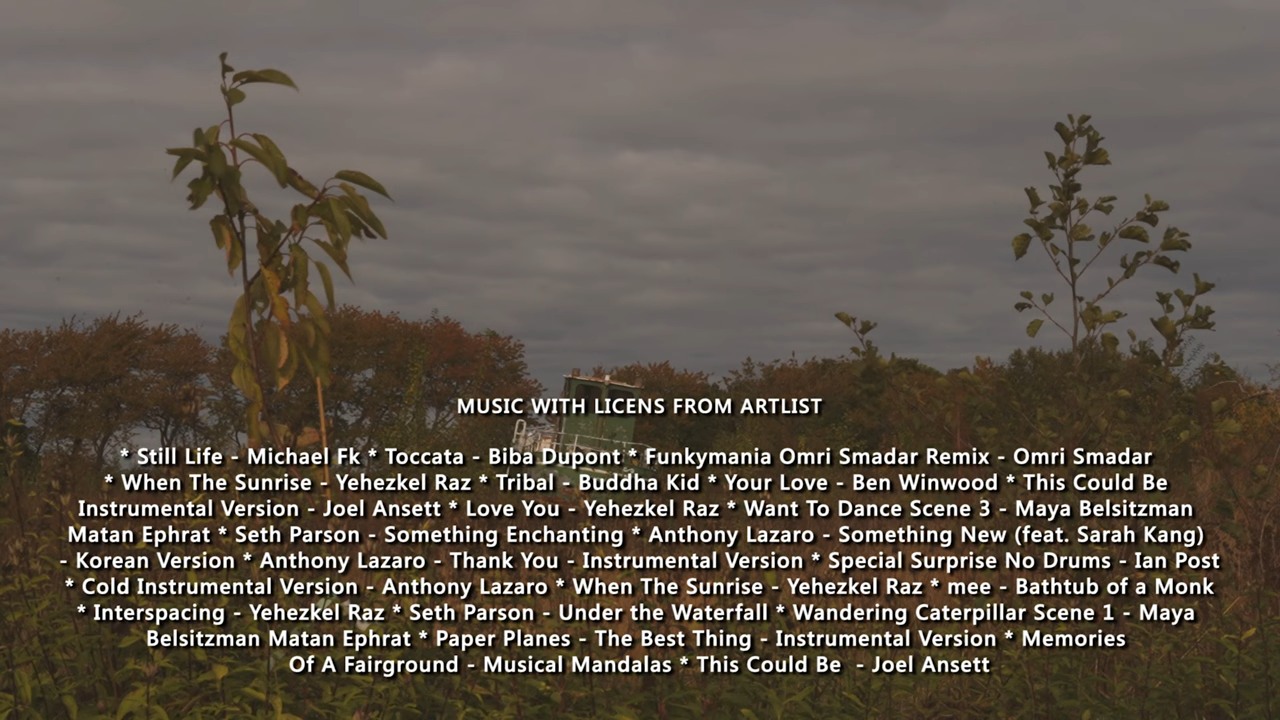 MUSIC WITH LICENS FROM ARTLIST
* Still Life - Michael Fk * Toccata - Biba Dupont * Funkymania Omri Smadar Remix - Omri Smadar
* When The Sunrise - Yehezkel Raz * Tribal - Buddha Kid * Your Love - Ben Winwood * This Could Be
Instrumental Version - Joel Ansett * Love You - Yehezkel Raz * Want To Dance Scene 3 - Maya Belsitzman
Matan Ephrat * Seth Parson - Something Enchanting * Anthony Lazaro - Something New (feat. Sarah Kang)
- Korean Version * Anthony Lazaro - Thank You - Instrumental Version * Special Surprise No Drums - Ian Post
* Cold Instrumental Version - Anthony Lazaro * When The Sunrise - Yehezkel Raz * mee - Bathtub of a Monk
* Interspacing - Yehezkel Raz * Seth Parson - Under the Waterfall * Wandering Caterpillar Scene 1 - Maya
Belsitzman Matan Ephrat * Paper Planes - The Best Thing - Instrumental Version * Memories
Of A Fairground - Musical Mandalas * This Could Be  - Joel Ansett